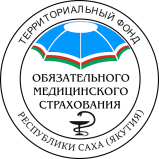 ТЕРРИТОРИАЛЬНЫЙ ФОНД
ОБЯЗАТЕЛЬНОГО
МЕДИЦИНСКОГО
СТРАХОВАНИЯ
РЕСПУБЛИКИ САХА (ЯКУТИЯ)